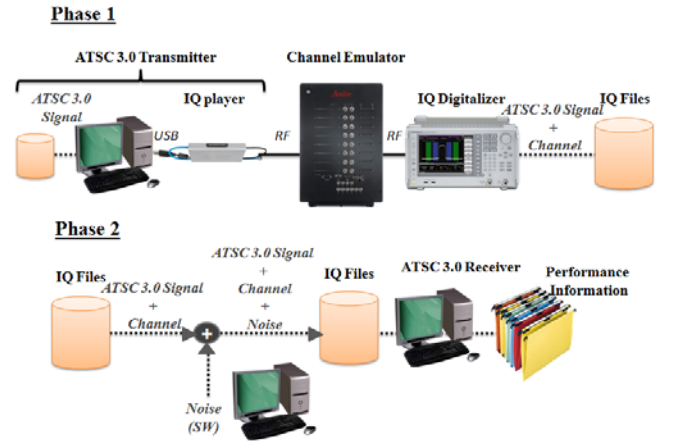 Phase 1
ATSC 3.0 Transmitter
Channel Emulator
ATSC 3.0
Signal
IQ player
USB
RF
RF
IQ Digitalizer
ATSC 3.0 Signal
+
Channel
IQ Files
Phase 2
IQ Files
ATSC 3.0 Signal
+
Channel
ATSC 3.0 Signal
+
Channel
+
Noise
+
Noise
(SW)
IQ Files
ATSC 3.0 Receiver
Performance
Information